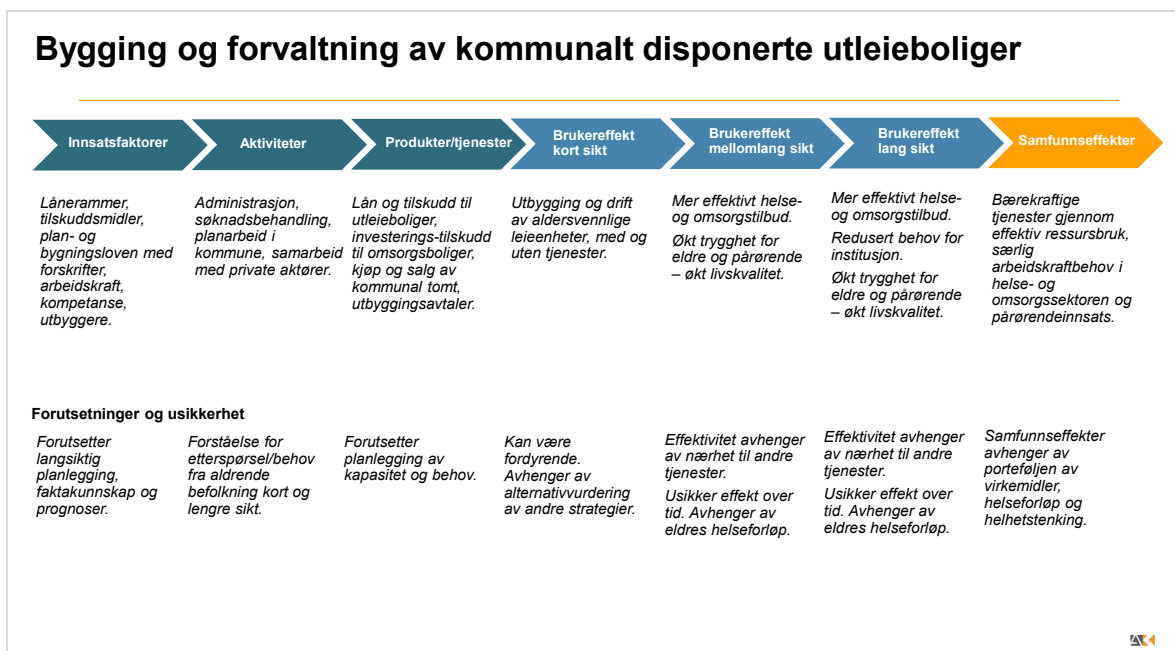 Bygging og forvaltning av kommunalt disponerte utleieboliger
Innsatsfaktorer
Aktiviteter
Produkter/tjenester
Brukereffekt
kort sikt
Brukereffekt
mellomlang sikt
Brukereffekt
lang sikt
Samfunnseffekter
Lånerammer,
tilskuddsmidler,
plan- og
bygningsloven med
forskrifter,
arbeidskraft,
kompetanse,
utbyggere.
Administrasjon,
søknadsbehandling,
planarbeid i
kommune, samarbeid
med private aktører.
Lån og tilskudd til
utleieboliger,
investerings-tilskudd
til omsorgsboliger,
kjøp og salg av
kommunal tomt,
utbyggingsavtaler.
Utbygging og drift
av aldersvennlige
leieenheter, med og
uten tjenester.
Mer effektivt helse-
og omsorgstilbud.
Økt trygghet for
eldre og pårørende
– økt livskvalitet.
Mer effektivt helse-
og omsorgstilbud.
Redusert behov for
institusjon.
Økt trygghet for
eldre og pårørende
– økt livskvalitet.
Bærekraftige
tjenester gjennom
effektiv ressursbruk,
særlig
arbeidskraftbehov i
helse- og
omsorgssektoren og
pårørendeinnsats.
Forutsetninger og usikkerhet
Forutsetter
langsiktig
planlegging,
faktakunnskap og
prognoser.
Forståelse for
etterspørsel/behov
fra aldrende
befolkning kort og
lengre sikt.
Forutsetter
planlegging av
kapasitet og behov.
Kan være
fordyrende.
Avhenger av
alternativvurdering
av andre strategier.
Effektivitet avhenger
av nærhet til andre
tjenester.
Usikker effekt over
tid. Avhenger av
eldres helseforløp.
Effektivitet avhenger
av nærhet til andre
tjenester.
Usikker effekt over
tid. Avhenger av
eldres helseforløp.
Samfunnseffekter
avhenger av
porteføljen av
virkemidler,
helseforløp og
helhetstenking.